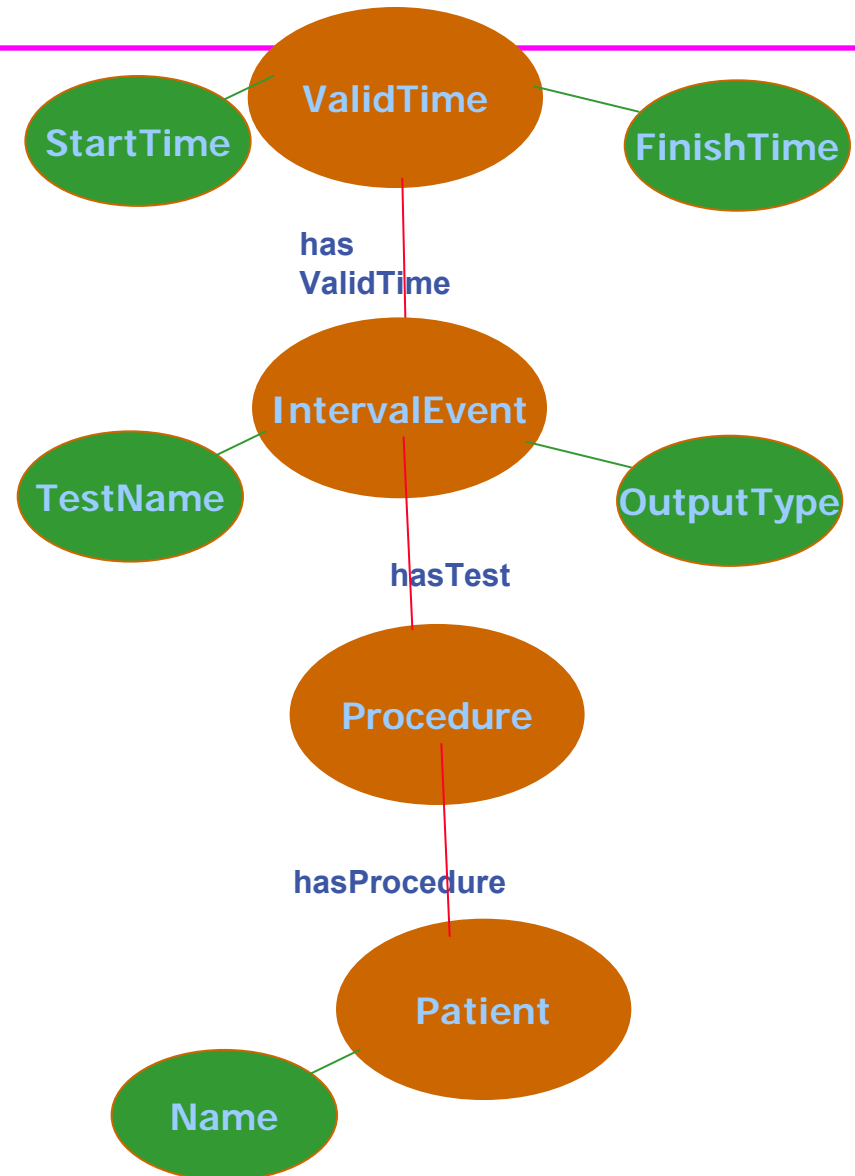 ValidTime
StartTime
FinishTime
has
ValidTime
IntervalEvent
TestName
OutputType
hasTest
Procedure
hasProcedure
Patient
Name